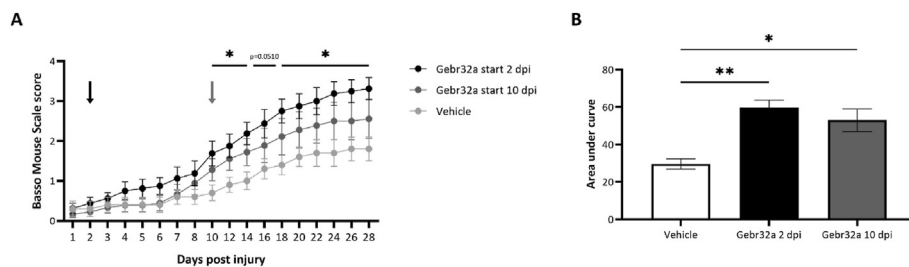 A
B
*
p=0.0510
*
Basso Mouse Scale score
4
3
2
1
0
1 2 3 4 5 6 7 8 10 12 14 16 18 20 22 24 26 28
Days post injury
Gebr32a start 2 dpi
Gebr32a start 10 dpi
Vehicle
*
**
Area under curve
80
60
40
20
0
Vehicle Gebr32a 2 dpi Gebr32a 10 dpi